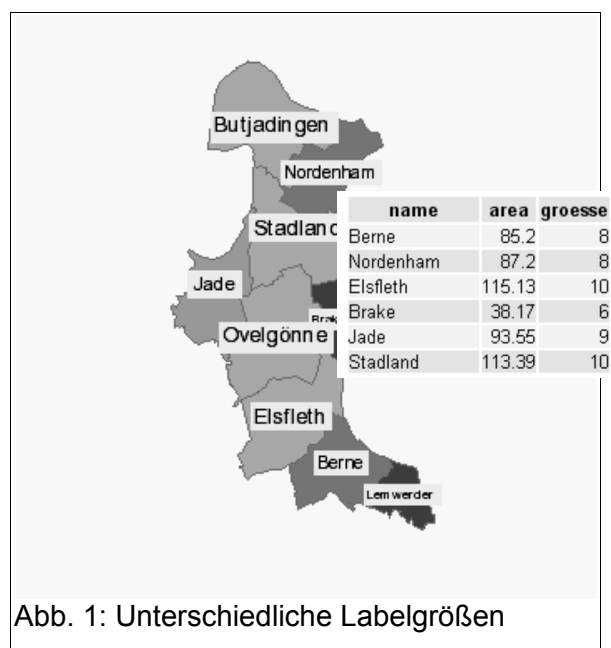 Butjadingen
Nordenham
Stadland
Jade
Brake
Ovelgönne
Elsfleth
Berne
Lemwerder
name area groesse
Berne 85.2 8
Nordenham 87.2 8
Elsfleth 115.13 10
Brake 38.17 6
Jade 93.55 9
Stadland 113.39 10
Abb. 1: Unterschiedliche Labelgrößen